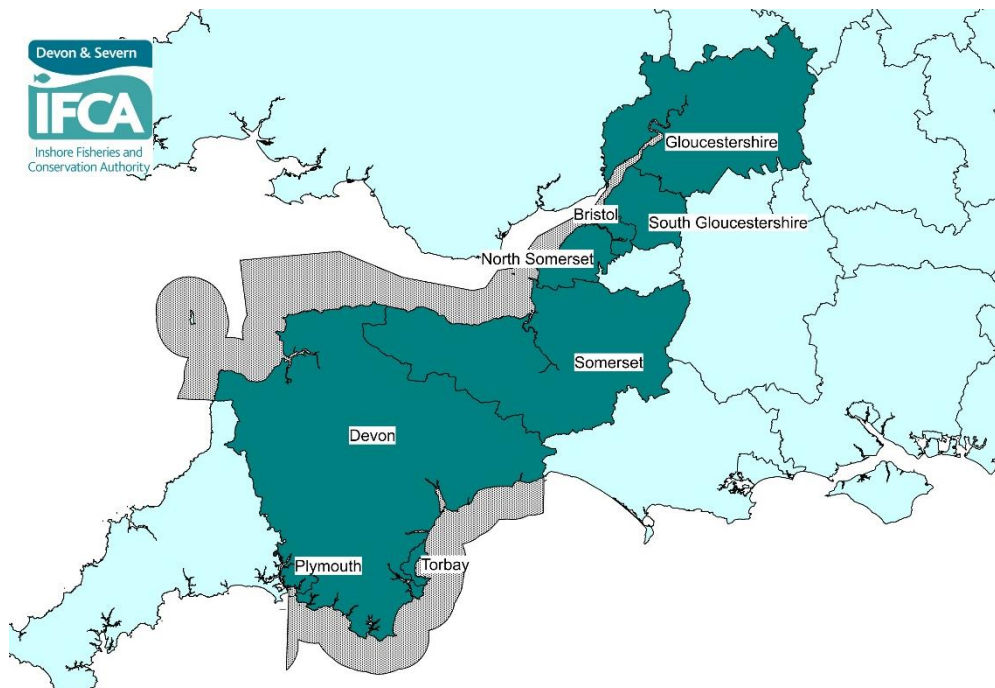 Devon & Severn
IFCA
Inshore Fisheries and
Conservation Authority
Gloucestershire
Bristol
South Gloucestershire
North Somerset
Somerset
Devon
Plymouth
Torbay